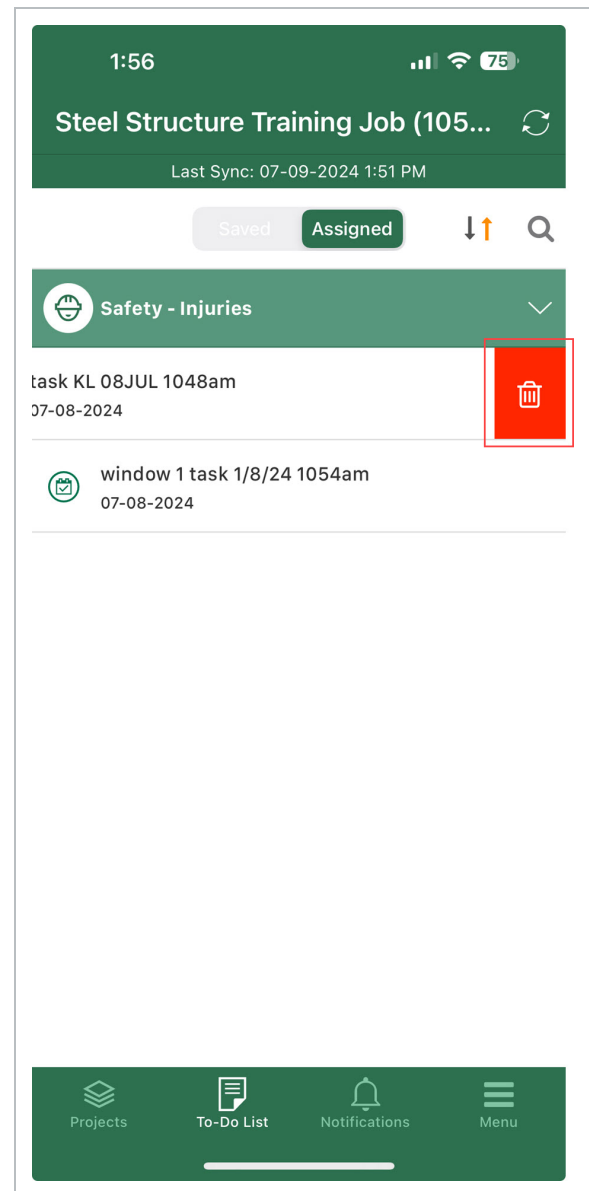 1:56
75
Steel Structure Training Job (105...
Last Sync: 07-09-2024 1:51 PM
Saved Assigned
Safety - Injuries
task KL 08JUL 1048am
07-08-2024
window 1 task 1/8/24 1054am
07-08-2024
Projects To-Do List Notifications Menu